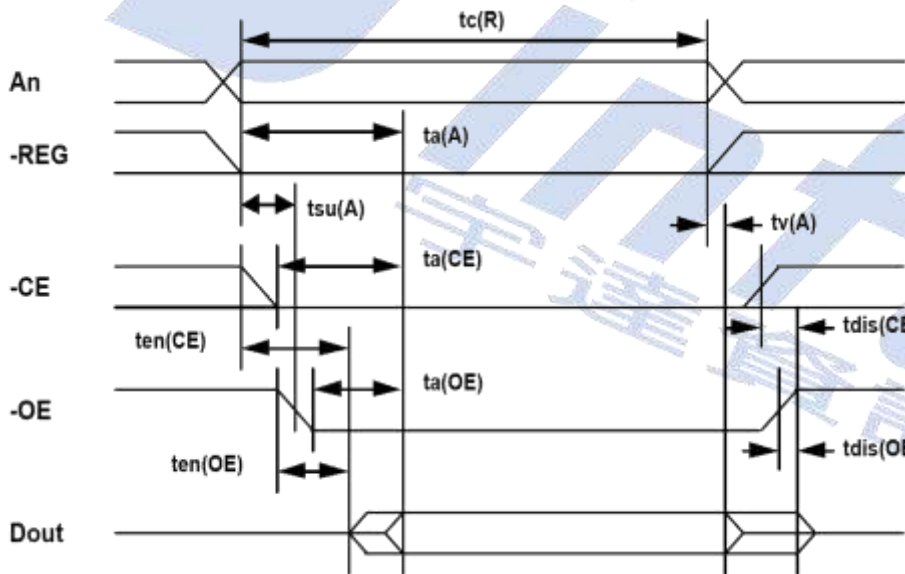 tc(R)
An
ta(A)
-REG
tsu(A)
tv(A)
ta(CE)
-CE
ten(CE)
tdis(CE
ta(OE)
-OE
ten(OE)
tdis(OE
Dout